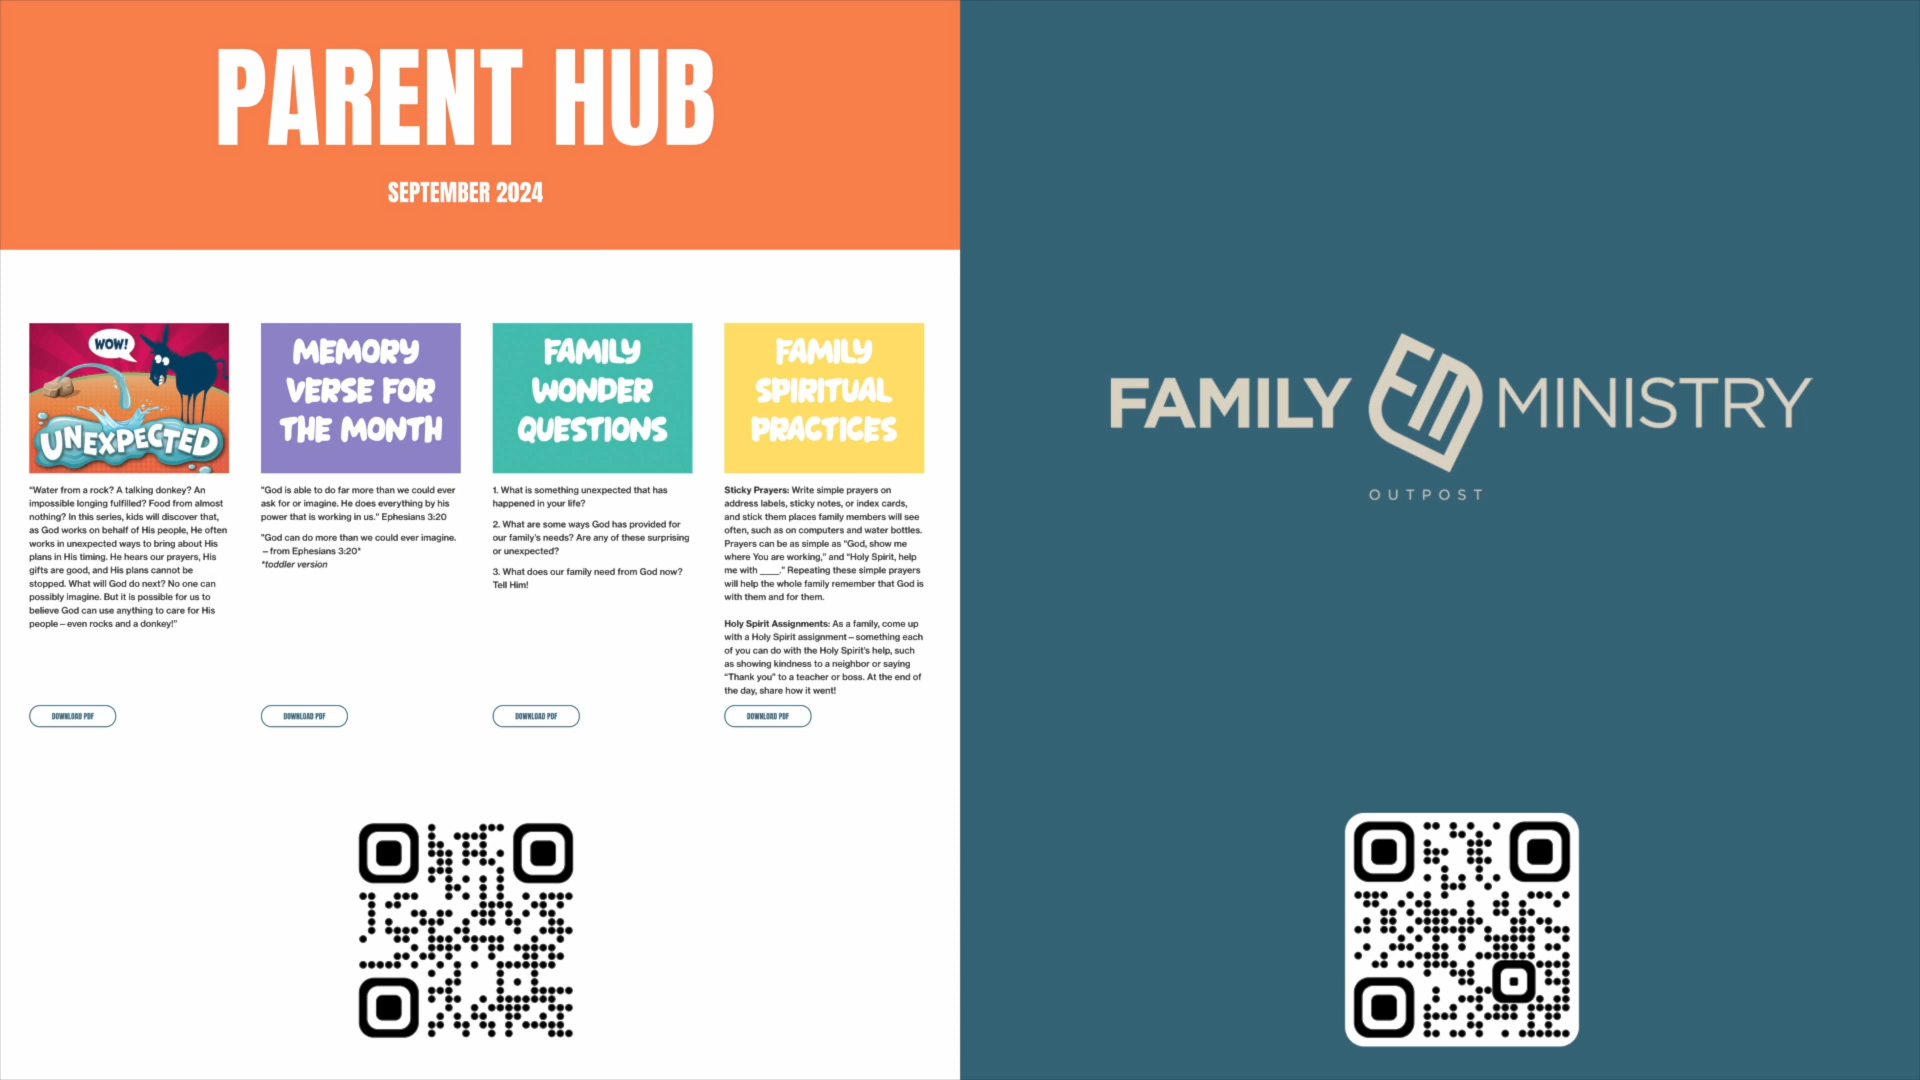 PARENT HUB
SEPTEMBER 2024
WOW!
UNEXPECTED
"Water from a rock? A talking donkey? An
impossible longing fulfilled? Food from almost
nothing? In this series, kids will discover that,
as God works on behalf of His people, He often
works in unexpected ways to bring about His
plans in His timing. He hears our prayers, His
gifts are good, and His plans cannot be
stopped. What will God do next? No one can
possibly imagine. But it is possible for us to
believe God can use anything to care for His
people – even rocks and a donkey!"
DOWNLOAD PDF
MEMORY
VERSE FOR
THE MONTH
"God is able to do far more than we could ever
ask for or imagine. He does everything by his
power that is working in us." Ephesians 3:20
"God can do more than we could ever imagine.
– from Ephesians 3:20*
*toddler version
DOWNLOAD PDF
FAMILY
WONDER
QUESTIONS
1. What is something unexpected that has
happened in your life?
2. What are some ways God has provided for
our family's needs? Are any of these surprising
or unexpected?
3. What does our family need from God now?
Tell Him!
DOWNLOAD PDF
FAMILY
SPIRITUAL
PRACTICES
Sticky Prayers: Write simple prayers on
address labels, sticky notes, or index cards,
and stick them places family members will see
often, such as on computers and water bottles.
Prayers can be as simple as "God, show me
where You are working," and "Holy Spirit, help
me with ____." Repeating these simple prayers
will help the whole family remember that God is
with them and for them.
Holy Spirit Assignments: As a family, come up
with a Holy Spirit assignment – something each
of you can do with the Holy Spirit's help, such
as showing kindness to a neighbor or saying
"Thank you" to a teacher or boss. At the end of
the day, share how it went!
DOWNLOAD PDF
FAMILY FM MINISTRY
OUTPOST